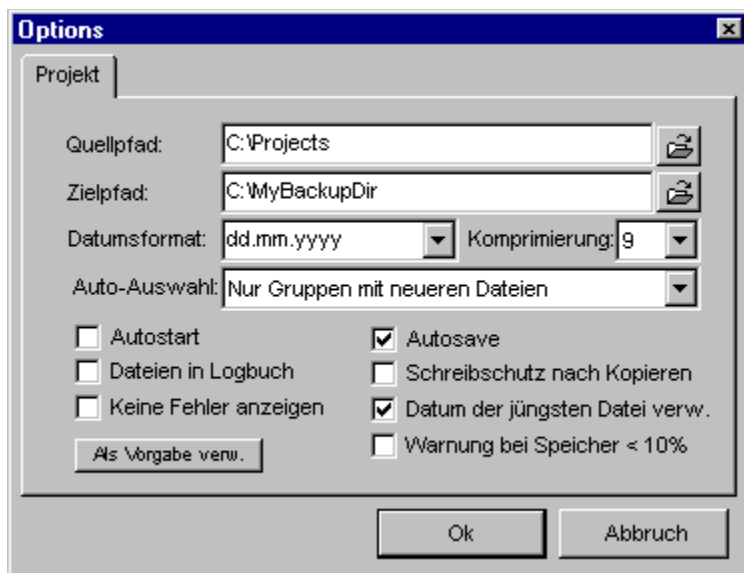 Options
Projekt
Quellpfad: C:\Projects
Zielpfad: C:\MyBackupDir
Datumsformat: dd.mm.yyyy Komprimierung: 9
Auto-Auswahl: Nur Gruppen mit neueren Dateien
Autostart Autosave
Dateien in Logbuch Schreibschutz nach Kopieren
Keine Fehler anzeigen Datum der jüngsten Datei verw.
Als Vorgabe verw. Warnung bei Speicher < 10%
Ok Abbruch